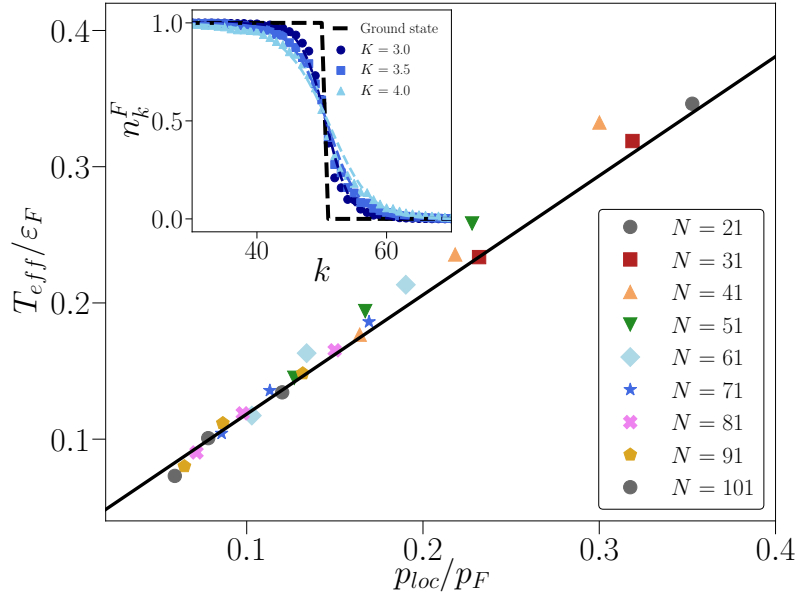 0.4
0.3
0.2
0.1
T_{eff}/ε_F
0.1
0.2
0.3
0.4
p_{loc}/p_F
1.0
0.5
0.0
n_k^F
40
60
k
Ground state
K = 3.0
K = 3.5
K = 4.0
N = 21
N = 31
N = 41
N = 51
N = 61
N = 71
N = 81
N = 91
N = 101